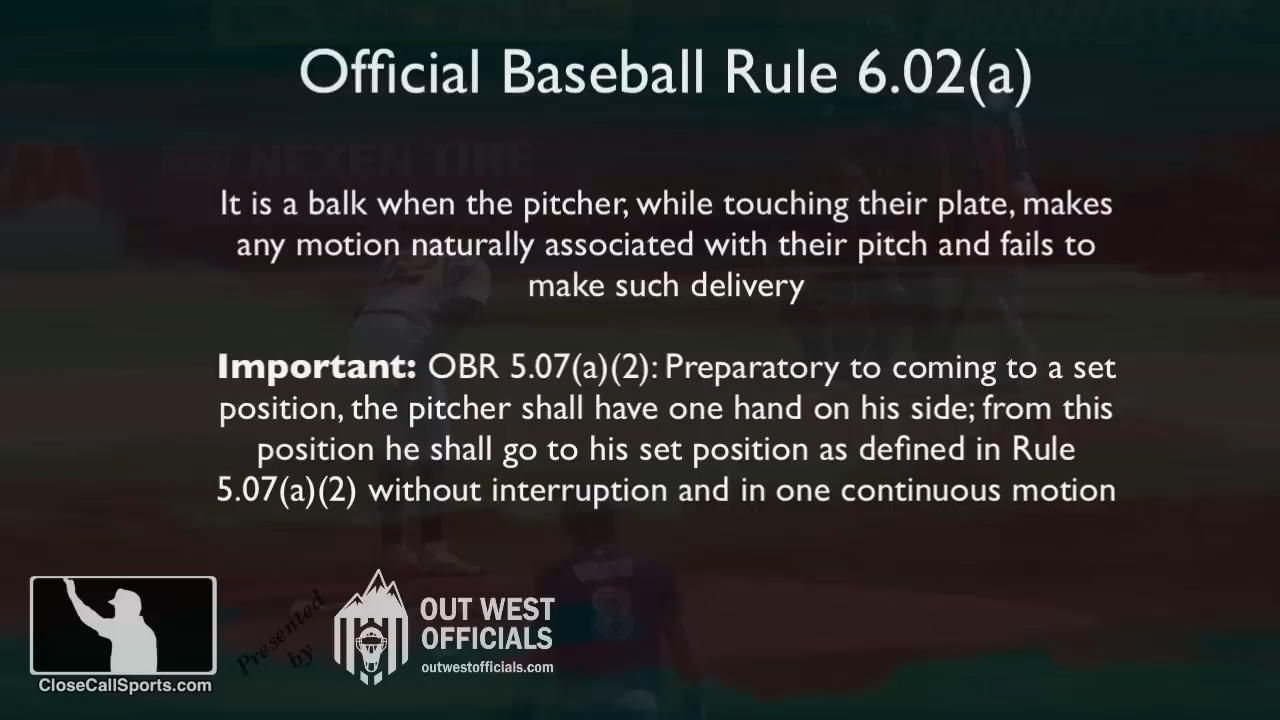 Official Baseball Rule 6.02(a)
NEXEN TIRE
It is a balk when the pitcher, while touching their plate, makes
any motion naturally associated with their pitch and fails to
make such delivery
Important: OBR 5.07(a)(2): Preparatory to coming to a set
position, the pitcher shall have one hand on his side; from this
position he shall go to his set position as defined in Rule
5.07(a)(2) without interruption and in one continuous motion
8
CloseCallSports.com
Presented
by
OUT WEST
OFFICIALS
outwestofficials.com